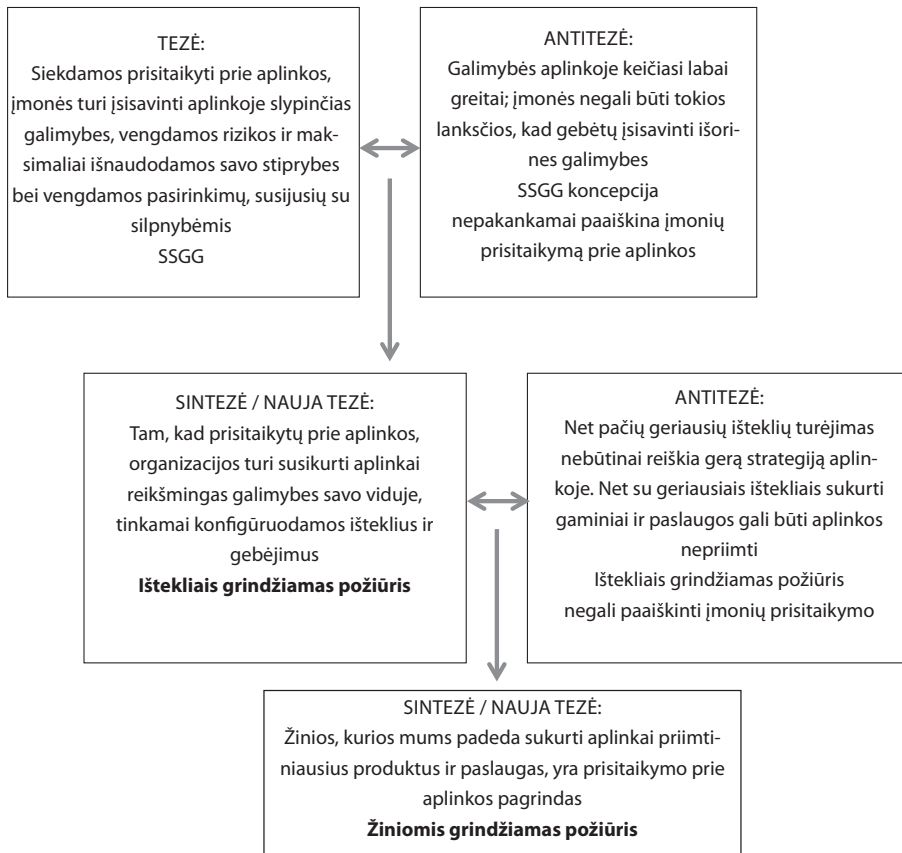 TEZĖ:
Siekdamos prisitaikyti prie aplinkos,
įmonės turi įsisavinti aplinkoje slypinčias
galimybes, vengdamos rizikos ir mak-
simaliai išnaudodamos savo stiprybes
bei vengdamos pasirinkimų, susijusių su
silpnybėmis
SSGG
ANTITEZĖ:
Galimybės aplinkoje keičiasi labai
greitai; įmonės negali būti tokios
lanksčios, kad gebėtų įsisavinti išori-
nes galimybes
SSGG koncepcija
nepakankamai paaiškina įmonių
prisitaikymą prie aplinkos
SINTEZĖ / NAUJA TEZĖ:
Tam, kad prisitaikytų prie aplinkos,
organizacijos turi susikurti aplinkai
reikšmingas galimybes savo viduje,
tinkamai konfigūruodamos išteklius ir
gebėjimus
Ištekliais grindžiamas požiūris
ANTITEZĖ:
Net pačių geriausių išteklių turėjimas
nebūtinai reiškia gerą strategiją aplin-
koje. Net su geriausiais ištekliais sukurti
gaminiai ir paslaugos gali būti aplinkos
nepriimti
Ištekliais grindžiamas požiūris
negali paaiškinti įmonių prisitaikymo
SINTEZĖ / NAUJA TEZĖ:
Žinios, kurios mums padeda sukurti aplinkai priimti-
niausius produktus ir paslaugas, yra prisitaikymo prie
aplinkos pagrindas
Žiniomis grindžiamas požiūris